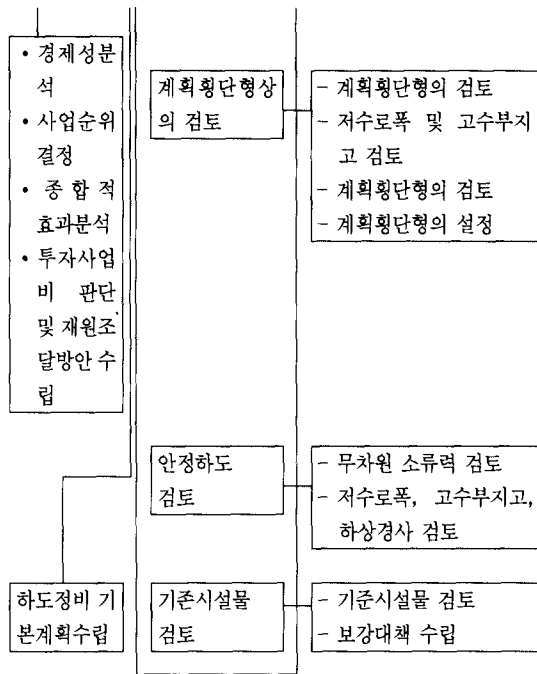 • 경제성분
석
• 사업순위
결정
• 종합적
효과분석
• 투자사업
비 판단
및 재원조
달방안 수
립
계획횡단형상
의 검토
- 계획횡단형의 검토
- 저수로폭 및 고수부지
고 검토
- 계획횡단형의 검토
- 계획횡단형의 설정
안정하도
검토
- 무차원 소류력 검토
- 저수로폭, 고수부지고,
하상경사 검토
하도정비 기
본계획수립
기존시설물
검토
- 기준시설물 검토
- 보강대책 수립